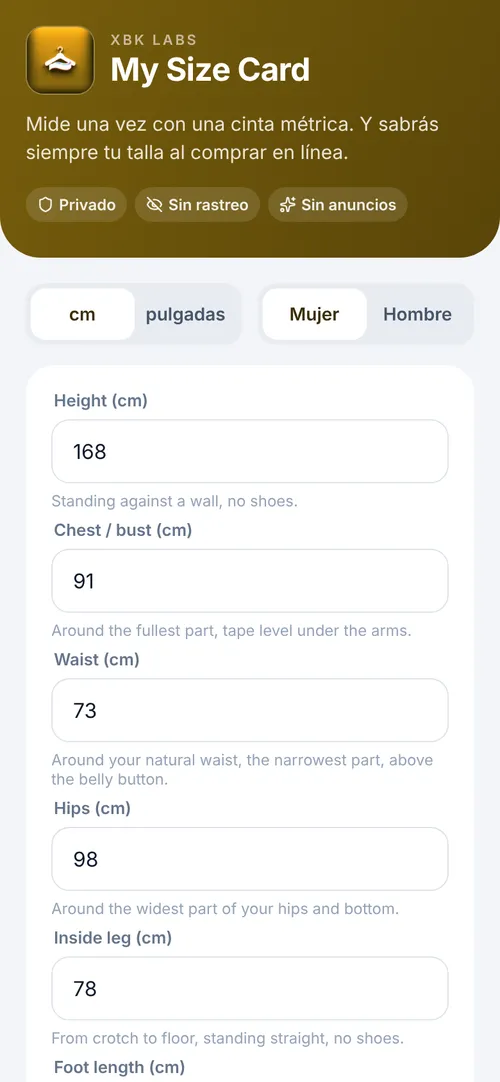 XBK LABS
My Size Card
Mide una vez con una cinta métrica. Y sabrás
siempre tu talla al comprar en línea.
Privado
Sin rastreo
Sin anuncios
cm
pulgadas
Mujer
Hombre
Height (cm)
168
Standing against a wall, no shoes.
Chest / bust (cm)
91
Around the fullest part, tape level under the arms.
Waist (cm)
73
Around your natural waist, the narrowest part, above
the belly button.
Hips (cm)
98
Around the widest part of your hips and bottom.
Inside leg (cm)
78
From crotch to floor, standing straight, no shoes.
Foot length (cm)